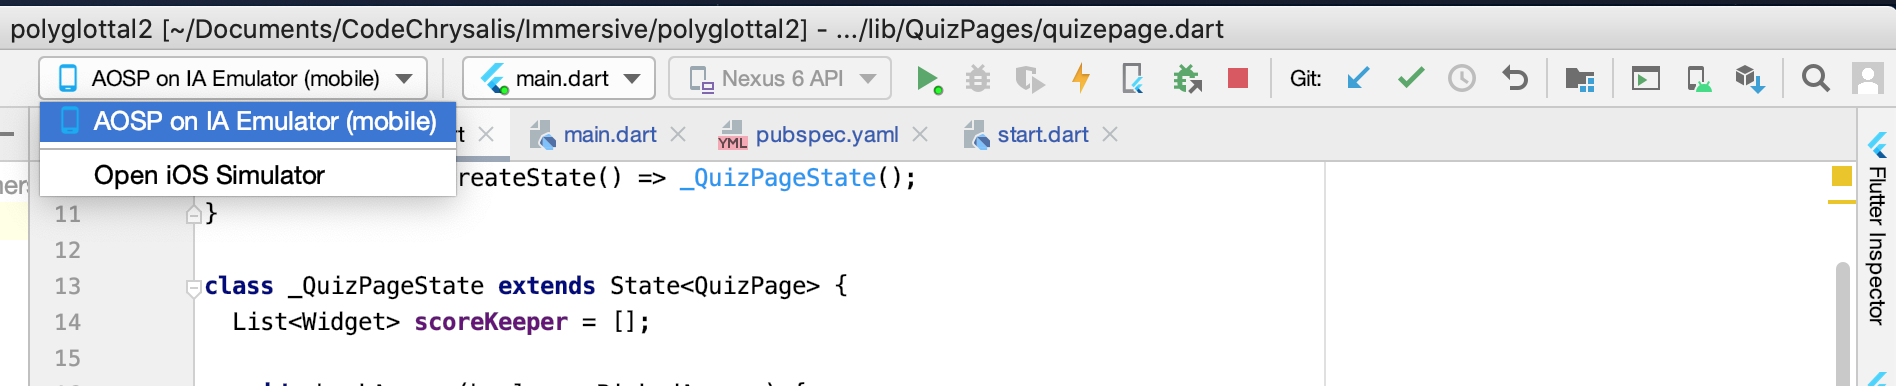 polyglottal2 [~/Documents/CodeChrysalis/Immersive/polyglottal2] - .../lib/QuizPages/quizepage.dart
AOSP on IA Emulator (mobile) main.dart Nexus 6 API Git:
AOSP on IA Emulator (mobile)
Open iOS Simulator
main.dart YML pubspec.yaml start.dart
reateState() => _QuizPageState();
11 }
12
13 class _QuizPageState extends State<QuizPage> {
14 List<Widget> scoreKeeper = [];
15
Flutter Inspector